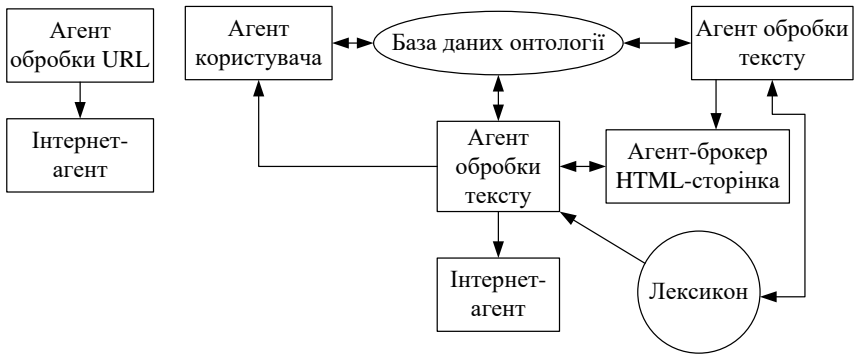 Агент
обробки URL
Інтернет-
агент
Агент
користувача
База даних онтології
Агент обробки
тексту
Агент
обробки
тексту
Агент-брокер
HTML-сторінка
Інтернет-
агент
Лексикон